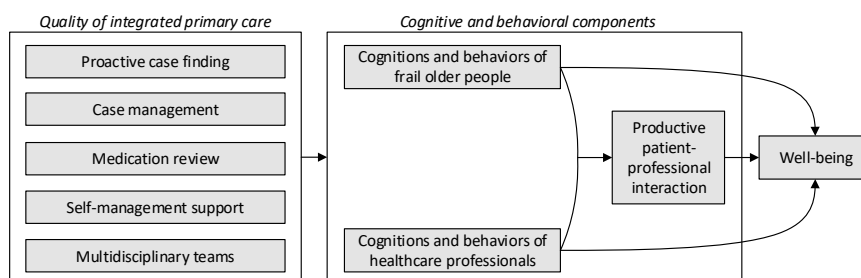 Quality of integrated primary care
Proactive case finding
Case management
Medication review
Self-management support
Multidisciplinary teams
Cognitive and behavioral components
Cognitions and behaviors of
frail older people
Productive
patient-
professional
interaction
Cognitions and behaviors of
healthcare professionals
Well-being